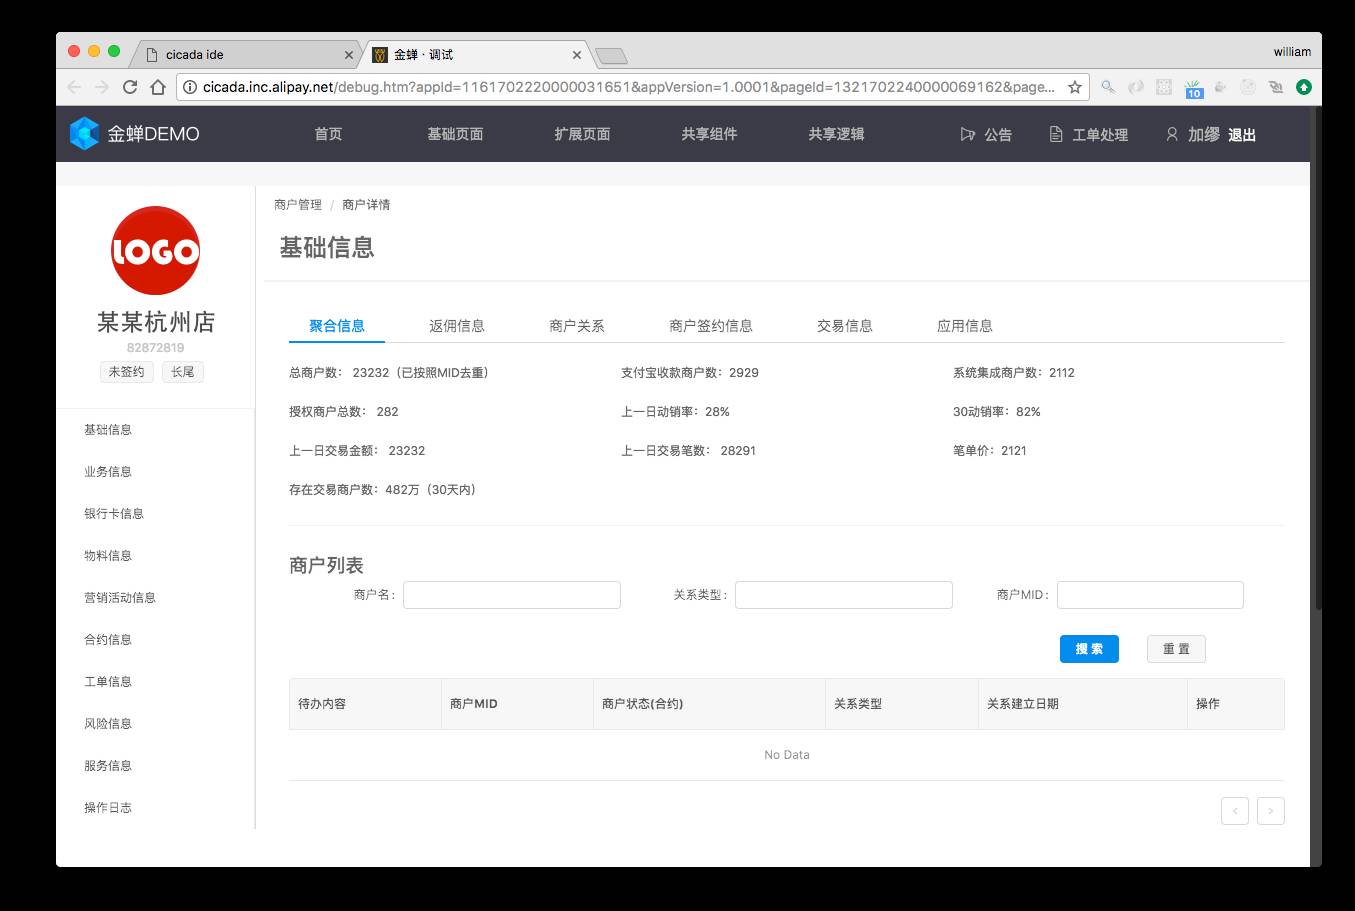 cicada ide
金蝉 · 调试
william
cicada.inc.alipay.net/debug.htm?appId=1161702220000031651&appVersion=1.0001&pageId=1321702240000069162&page...
10
金蝉DEMO
首页
基础页面
扩展页面
共享组件
共享逻辑
公告
工单处理
加缪
退出
LOGO
某某杭州店
82872819
未签约
长尾
基础信息
业务信息
银行卡信息
物料信息
营销活动信息
合约信息
工单信息
风险信息
服务信息
操作日志
商户管理 / 商户详情
基础信息
聚合信息
返佣信息
商户关系
商户签约信息
交易信息
应用信息
总商户数： 23232（已按照MID去重）
支付宝收款商户数：2929
系统集成商户数：2112
授权商户总数： 282
上一日动销率：28%
30动销率：82%
上一日交易金额： 23232
上一日交易笔数： 28291
笔单价：2121
存在交易商户数：482万（30天内）
商户列表
商户名：
关系类型：
商户MID：
搜 索
重 置
待办内容
商户MID
商户状态(合约)
关系类型
关系建立日期
操作
No Data
<
>